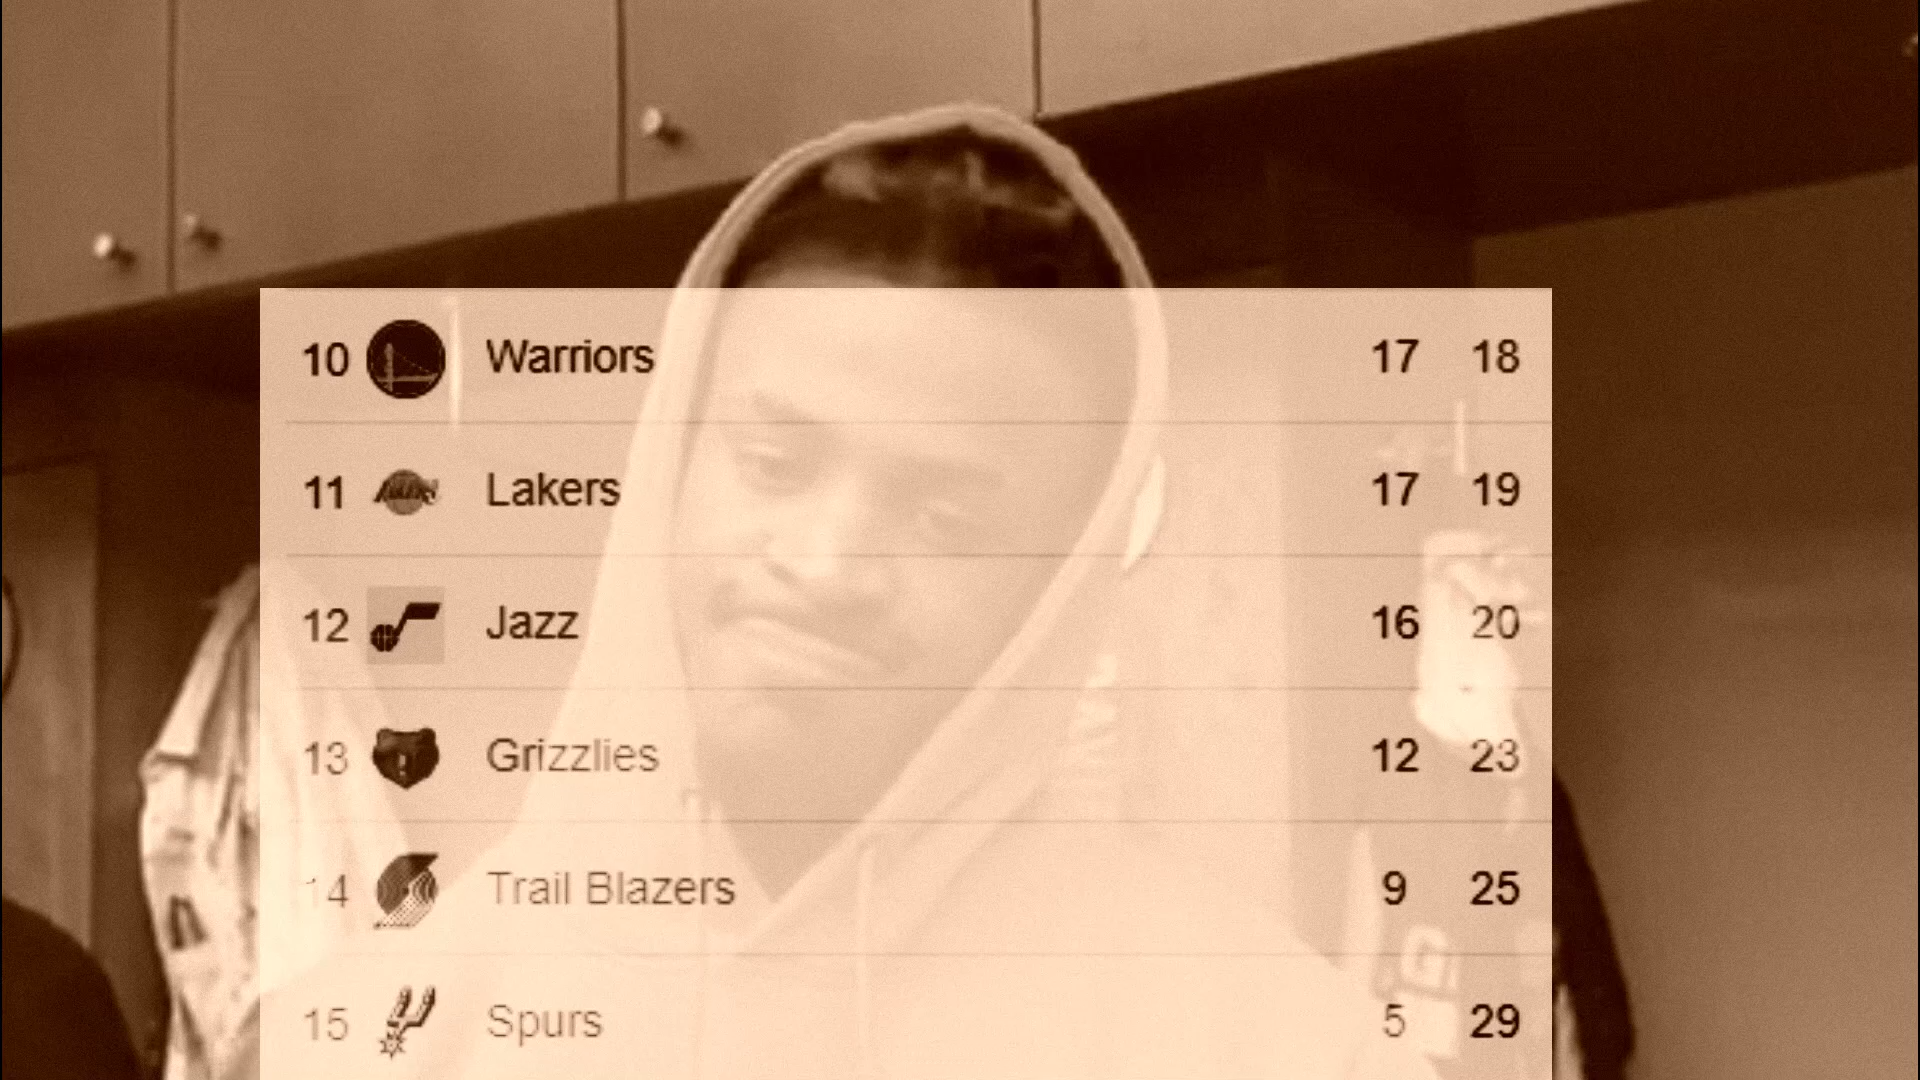 10 Warriors 17 18
11 Lakers 17 19
12 Jazz 16 20
13 Grizzlies 12 23
14 Trail Blazers 9 25
15 Spurs 5 29